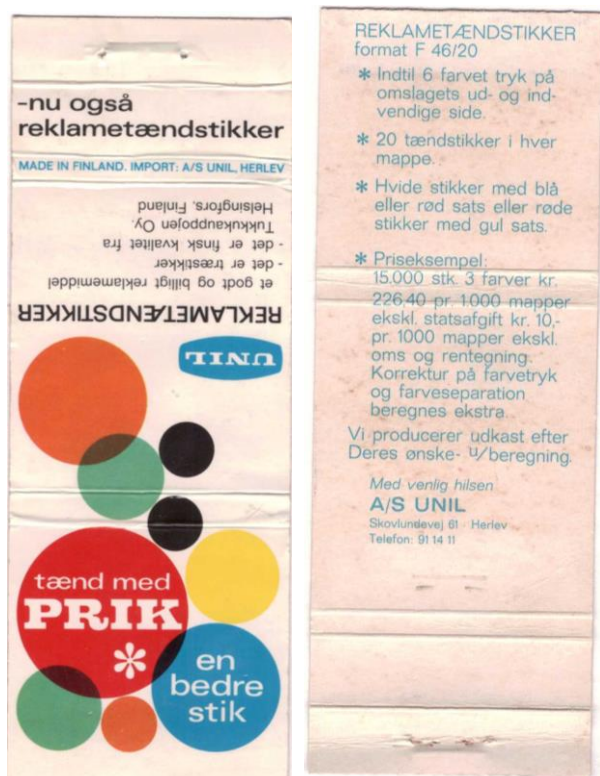 -nu også
reklametændstikker
MADE IN FINLAND. IMPORT: A/S UNIL, HERLEV
REKLAMETÆNDSTIKKER
et godt og billigt reklamemiddel
- det er træstikker
- det er finsk kvalitet fra
Tukkukauppojen Oy,
Helsingfors, Finland
UNIL
tænd med
PRIK
*
en
bedre
stik
REKLAMETÆNDSTIKKER
format F 46/20
* Indtil 6 farvet tryk på
omslagets ud- og ind-
vendige side.
* 20 tændstikker i hver
mappe.
* Hvide stikker med blå
eller rød sats eller røde
stikker med gul sats.
* Priseksempel:
15.000 stk. 3 farver kr.
226,40 pr. 1000 mapper
ekskl. statsafgift kr. 10,-
pr. 1000 mapper ekskl.
oms og rentegning.
Korrektur på farvetryk
og farveseparation
beregnes ekstra.
Vi producerer udkast efter
Deres ønske- u/beregning.
Med venlig hilsen
A/S UNIL
Skovlundevej 61 - Herlev
Telefon: 91 14 11